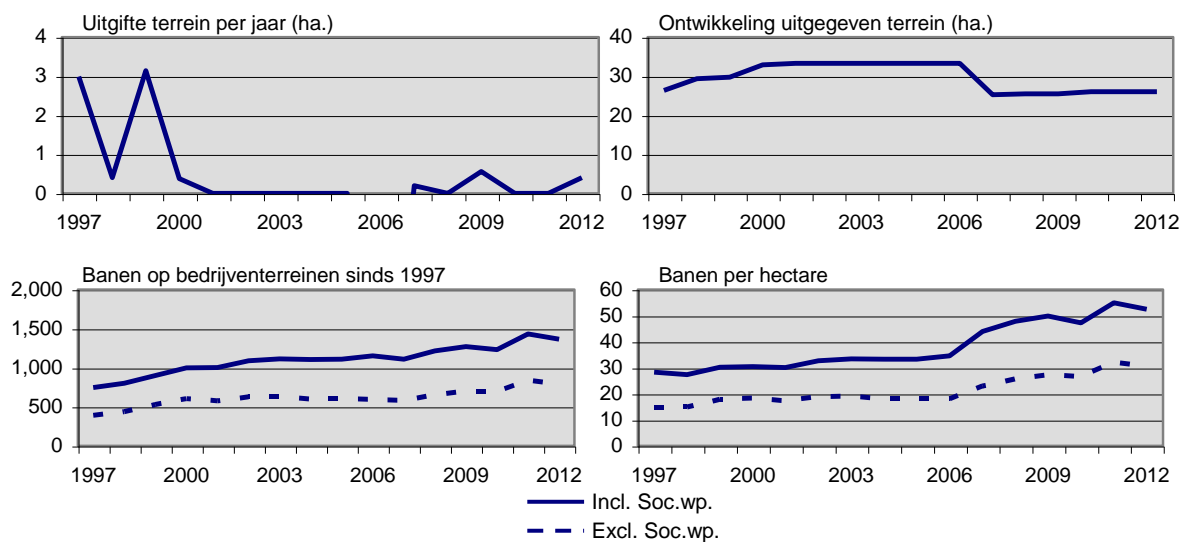 Uitgifte terrein per jaar (ha.)
4
3
2
1
0
1997 2000 2003 2006 2009 2012
Ontwikkeling uitgegeven terrein (ha.)
40
30
20
10
0
1997 2000 2003 2006 2009 2012
Banen op bedrijventerreinen sinds 1997
2,000
1,500
1,000
500
0
1997 2000 2003 2006 2009 2012
Banen per hectare
60
50
40
30
20
10
0
1997 2000 2003 2006 2009 2012
Incl. Soc.wp.
Excl. Soc.wp.